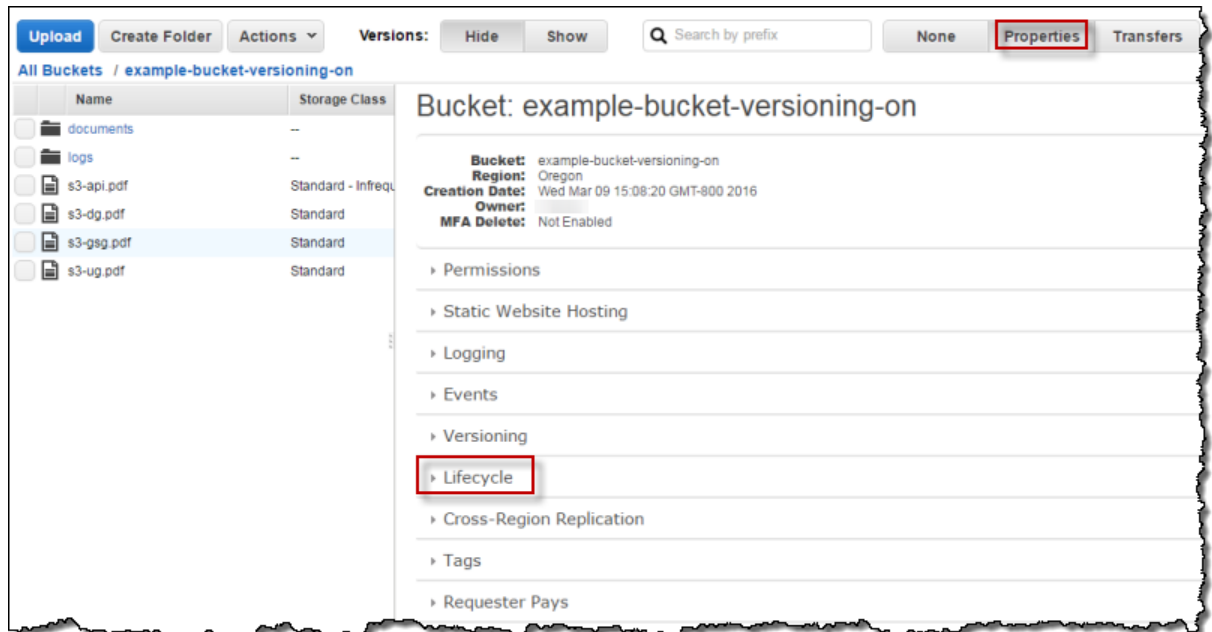 Upload Create Folder Actions Versions: Hide Show Search by prefix None Properties Transfers
All Buckets / example-bucket-versioning-on
Name Storage Class
documents --
logs --
s3-api.pdf Standard - Infrequ
s3-dg.pdf Standard
s3-gsg.pdf Standard
s3-ug.pdf Standard
Bucket: example-bucket-versioning-on
Bucket: example-bucket-versioning-on
Region: Oregon
Creation Date: Wed Mar 09 15:08:20 GMT-800 2016
Owner:
MFA Delete: Not Enabled
Permissions
Static Website Hosting
Logging
Events
Versioning
Lifecycle
Cross-Region Replication
Tags
Requester Pays